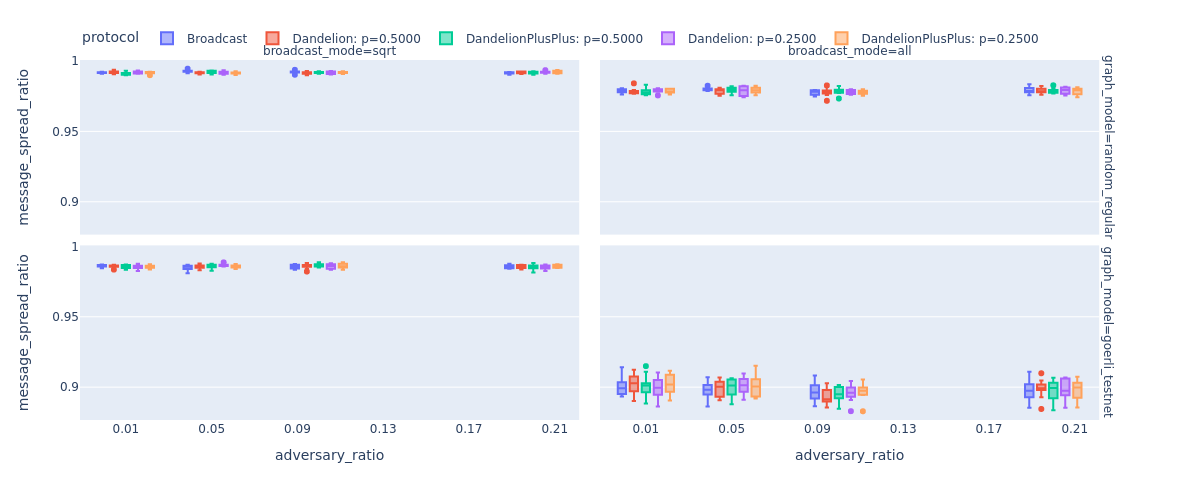 protocol Broadcast Dandelion: p=0.5000 DandelionPlusPlus: p=0.5000 Dandelion: p=0.2500 DandelionPlusPlus: p=0.2500
broadcast_mode=sqrt broadcast_mode=all
message_spread_ratio
1
0.95
0.9
graph_model=random_regular
message_spread_ratio
1
0.95
0.9
graph_model=goerli_testnet
0.01 0.05 0.09 0.13 0.17 0.21 0.01 0.05 0.09 0.13 0.17 0.21
adversary_ratio adversary_ratio